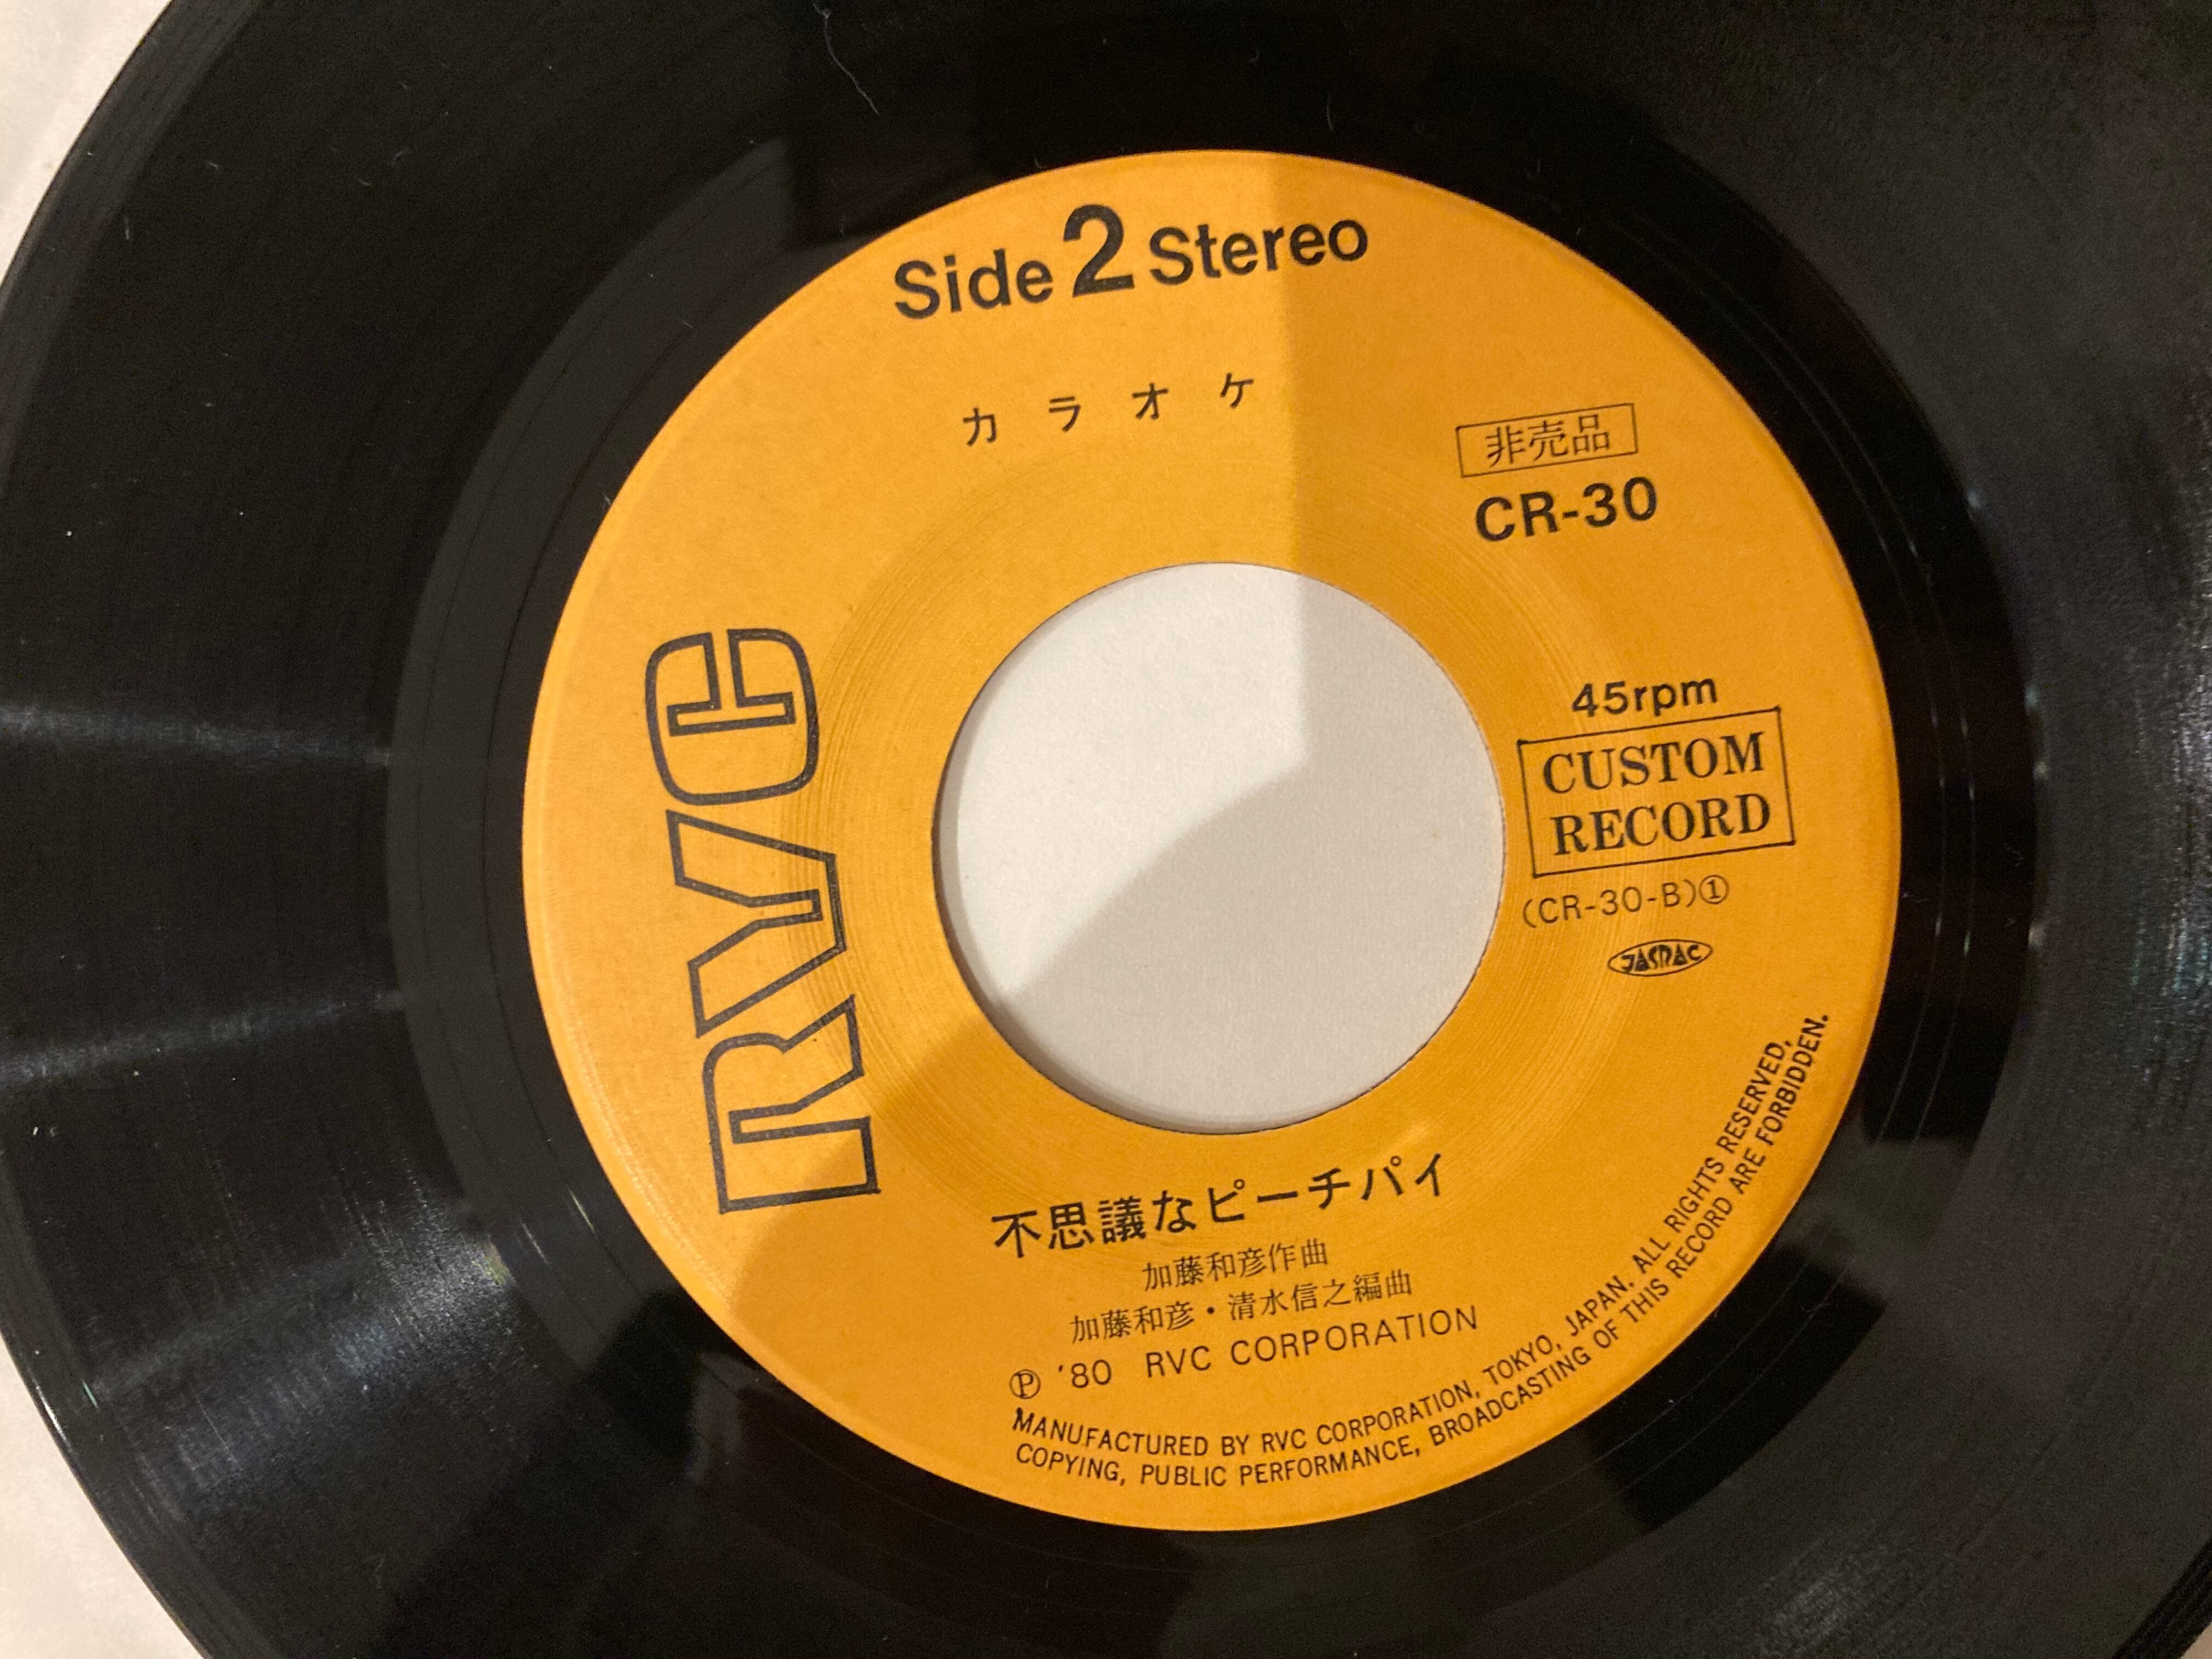 Side 2 Stereo
カラオケ
非売品
CR-30
RVC
45rpm
CUSTOM
RECORD
(CR-30-B)①
JASRAC
不思議なピーチパイ
加藤和彦作曲
加藤和彦・清水信之編曲
Ⓟ '80 RVC CORPORATION
MANUFACTURED BY RVC CORPORATION, TOKYO, JAPAN. ALL RIGHTS RESERVED,
COPYING, PUBLIC PERFORMANCE, BROADCASTING OF THIS RECORD ARE FORBIDDEN.